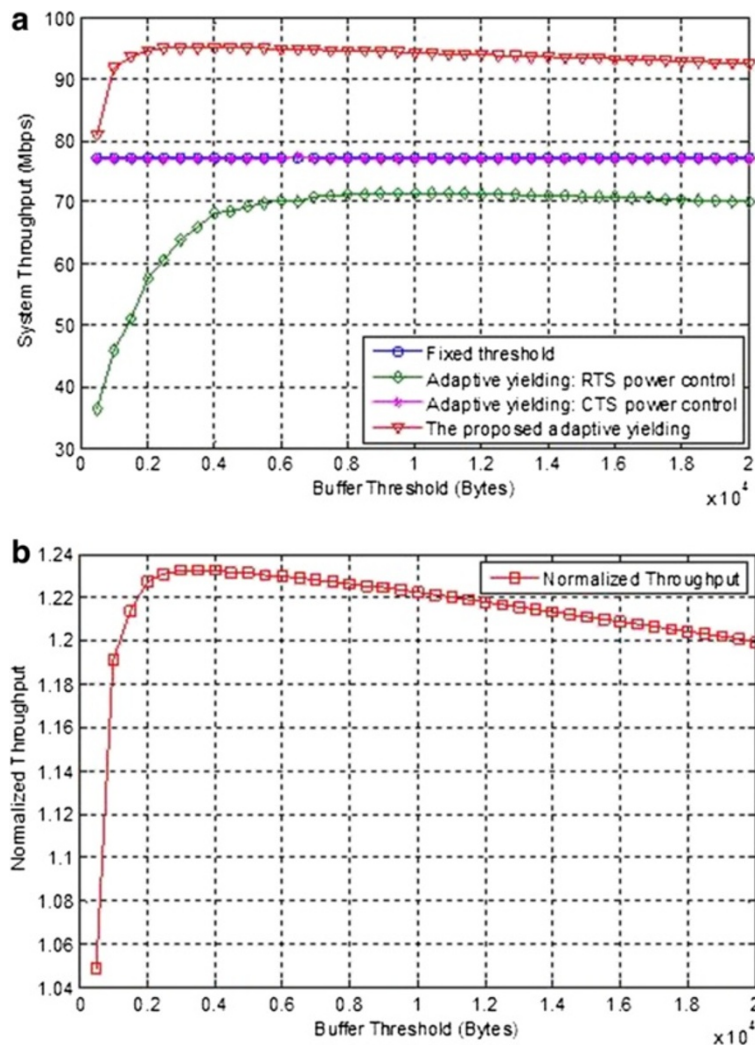 a
100
90
80
70
60
50
40
30
System Throughput (Mbps)
Fixed threshold
Adaptive yielding: RTS power control
Adaptive yielding: CTS power control
The proposed adaptive yielding
0 0.2 0.4 0.6 0.8 1 1.2 1.4 1.6 1.8 20
Buffer Threshold (Bytes)
x10⁴
b
1.24
1.22
1.2
1.18
1.16
1.14
1.12
1.1
1.08
1.06
1.04
Normalized Throughput
Normalized Throughput
0 0.2 0.4 0.6 0.8 1 1.2 1.4 1.6 1.8 20
Buffer Threshold (Bytes)
x10⁴